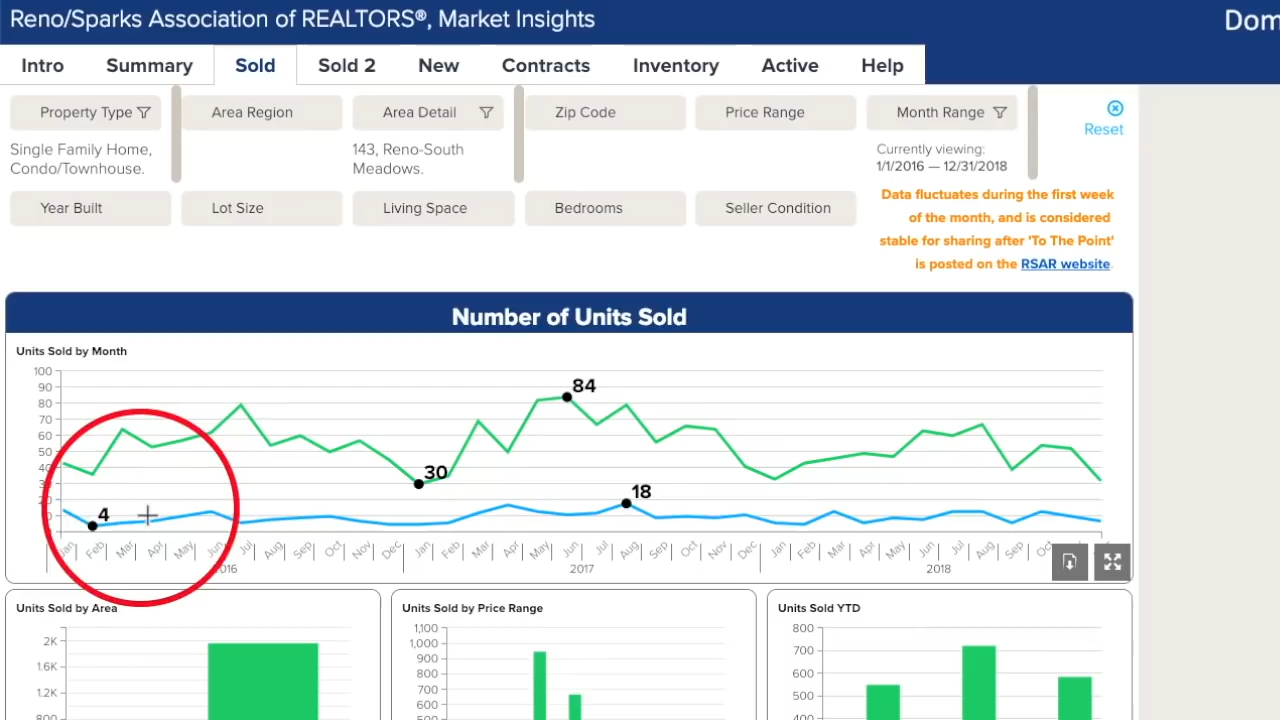 Reno/Sparks Association of REALTORS®, Market Insights
Dom
Intro Summary Sold Sold 2 New Contracts Inventory Active Help
Property Type Area Region Area Detail Zip Code Price Range Month Range
Reset
Single Family Home,
Condo/Townhouse.
143, Reno-South
Meadows.
Currently viewing:
1/1/2016 — 12/31/2018
Year Built Lot Size Living Space Bedrooms Seller Condition
Data fluctuates during the first week
of the month, and is considered
stable for sharing after 'To The Point'
is posted on the RSAR website.
Number of Units Sold
Units Sold by Month
100
90
80
70
60
50
40
30
20
10
84
30
18
4
Jan Feb Mar Apr May Jun Jul Aug Sep Oct Nov Dec Jan Feb Mar Apr May Jun Jul Aug Sep Oct Nov Dec Jan Feb Mar Apr May Jun Jul Aug Sep Oct
2016 2017 2018
Units Sold by Area
2K
1.6K
1.2K
800
Units Sold by Price Range
1,100
1,000
900
800
700
600
500
Units Sold YTD
800
700
600
500
400